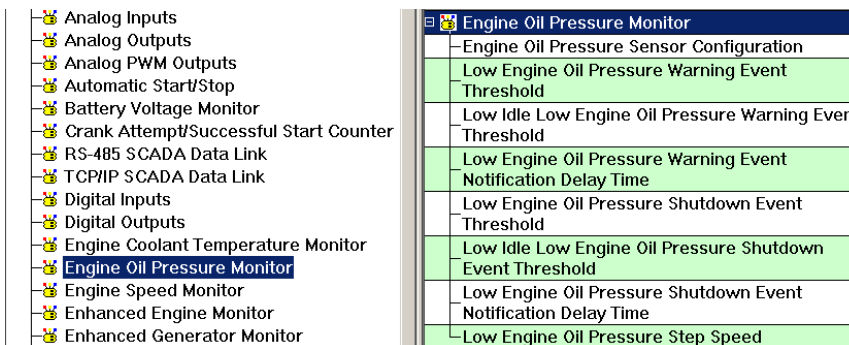 Analog Inputs
Analog Outputs
Analog PWM Outputs
Automatic Start/Stop
Battery Voltage Monitor
Crank Attempt/Successful Start Counter
RS-485 SCADA Data Link
TCP/IP SCADA Data Link
Digital Inputs
Digital Outputs
Engine Coolant Temperature Monitor
Engine Oil Pressure Monitor
Engine Speed Monitor
Enhanced Engine Monitor
Enhanced Generator Monitor
Engine Oil Pressure Monitor
Engine Oil Pressure Sensor Configuration
Low Engine Oil Pressure Warning Event
Threshold
Low Idle Low Engine Oil Pressure Warning Even
Threshold
Low Engine Oil Pressure Warning Event
Notification Delay Time
Low Engine Oil Pressure Shutdown Event
Threshold
Low Idle Low Engine Oil Pressure Shutdown
Event Threshold
Low Engine Oil Pressure Shutdown Event
Notification Delay Time
Low Engine Oil Pressure Step Speed